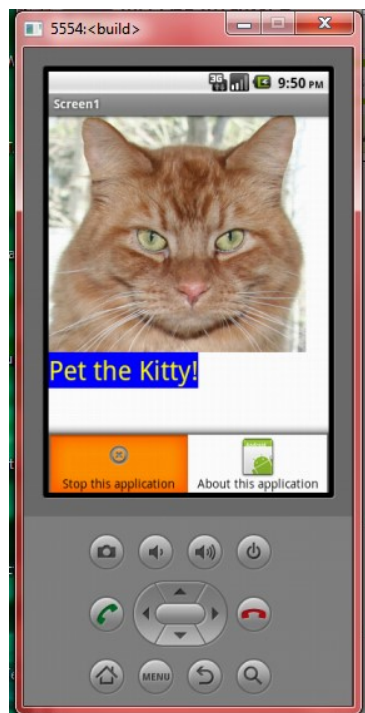 5554:<build>
3G 9:50 PM
Screen1
Pet the Kitty!
Stop this application
About this application
MENU